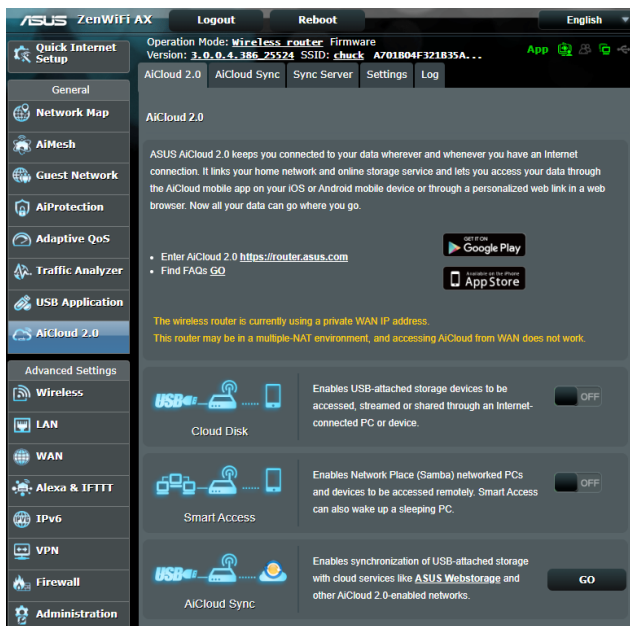 ASUS ZenWiFi AX Logout Reboot English
Quick Internet Setup
Operation Mode: Wireless router Firmware
Version: 3.0.0.4.386_25524 SSID: chuck A701B04F321B35A...
App
AiCloud 2.0 AiCloud Sync Sync Server Settings Log
General
Network Map
AiMesh
Guest Network
AiProtection
Adaptive QoS
Traffic Analyzer
USB Application
AiCloud 2.0
Advanced Settings
Wireless
LAN
WAN
Alexa & IFTTT
IPv6
VPN
Firewall
Administration
AiCloud 2.0
ASUS AiCloud 2.0 keeps you connected to your data wherever and whenever you have an Internet
connection. It links your home network and online storage service and lets you access your data through
the AiCloud mobile app on your iOS or Android mobile device or through a personalized web link in a web
browser. Now all your data can go where you go.
Enter AiCloud 2.0 https://router.asus.com
Find FAQs GO
GET IT ON
Google Play
Available on the iPhone
App Store
The wireless router is currently using a private WAN IP address.
This router may be in a multiple-NAT environment, and accessing AiCloud from WAN does not work.
USB
Cloud Disk
Enables USB-attached storage devices to be
accessed, streamed or shared through an Internet-
connected PC or device.
OFF
Smart Access
Enables Network Place (Samba) networked PCs
and devices to be accessed remotely. Smart Access
can also wake up a sleeping PC.
OFF
USB
AiCloud Sync
Enables synchronization of USB-attached storage
with cloud services like ASUS Webstorage and
other AiCloud 2.0-enabled networks.
GO